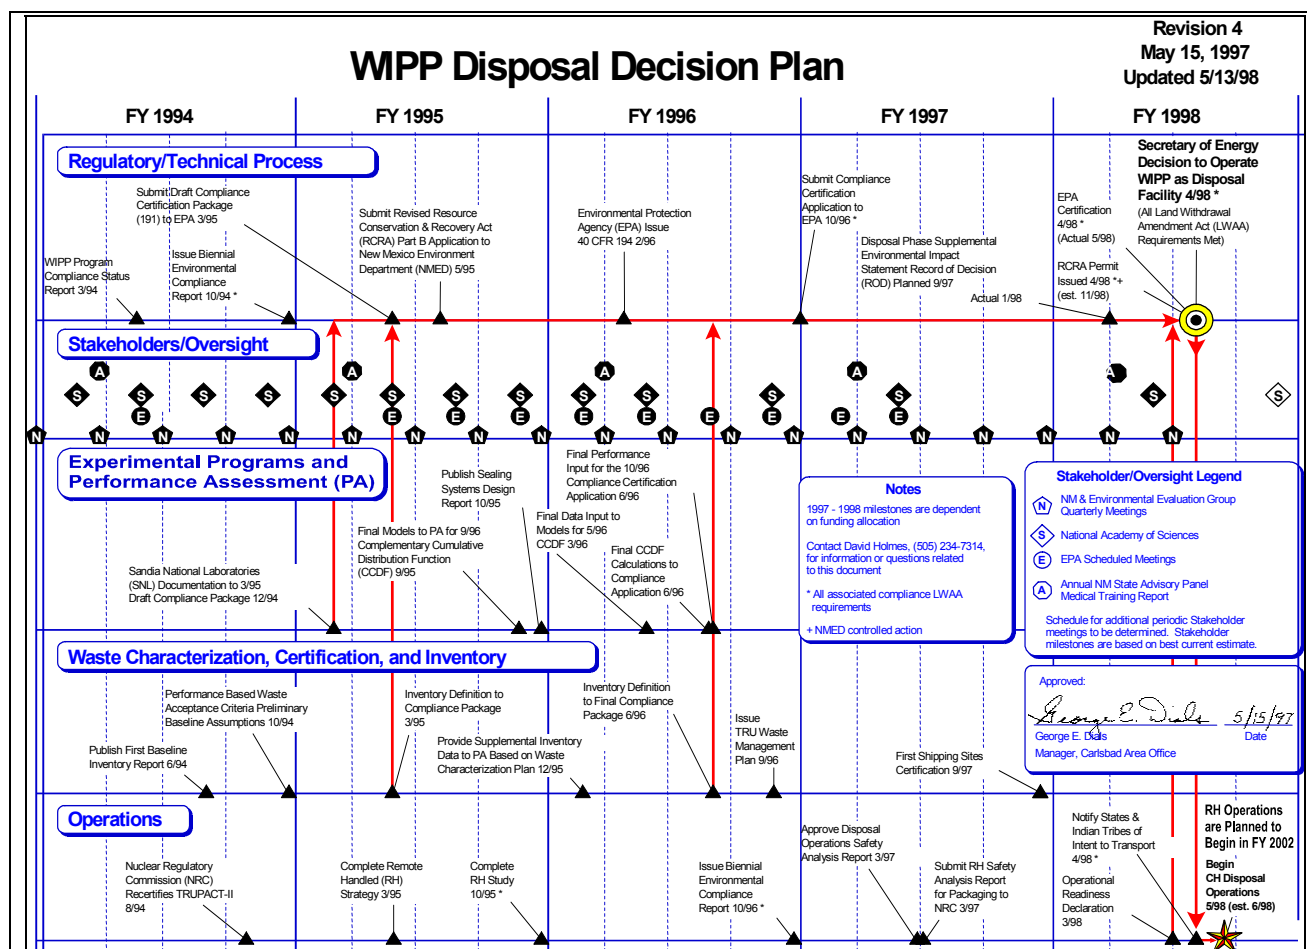 WIPP Disposal Decision Plan
Revision 4
May 15, 1997
Updated 5/13/98
FY 1994
FY 1995
FY 1996
FY 1997
FY 1998
Regulatory/Technical Process
WIPP Program
Compliance Status
Report 3/94
Issue Biennial
Environmental
Compliance
Report 10/94 *
Submit Draft Compliance
Certification Package
(191) to EPA 3/95
Submit Revised Resource
Conservation & Recovery Act
(RCRA) Part B Application to
New Mexico Environment
Department (NMED) 5/95
Environmental Protection
Agency (EPA) Issue
40 CFR 194 2/96
Submit Compliance
Certification
Application to
EPA 10/96 *
Disposal Phase Supplemental
Environmental Impact
Statement Record of Decision
(ROD) Planned 9/97
Actual 1/98
EPA
Certification
4/98 *
(Actual 5/98)
RCRA Permit
Issued 4/98 *+
(est. 11/98)
Secretary of Energy
Decision to Operate
WIPP as Disposal
Facility 4/98 *
(All Land Withdrawal
Amendment Act (LWAA)
Requirements Met)
Stakeholders/Oversight
A A A A A
S S S S S S S S S S S S S S
E E E E E E E E E
N N N N N N N N N N N N N N N N N N N
Experimental Programs and
Performance Assessment (PA)
Sandia National Laboratories
(SNL) Documentation to 3/95
Draft Compliance Package 12/94
Final Models to PA for 9/96
Complementary Cumulative
Distribution Function
(CCDF) 9/95
Publish Sealing
Systems Design
Report 10/95
Final Data Input to
Models for 5/96
CCDF 3/96
Final Performance
Input for the 10/96
Compliance Certification
Application 6/96
Final CCDF
Calculations to
Compliance
Application 6/96
Notes
1997 - 1998 milestones are dependent
on funding allocation
Contact David Holmes, (505) 234-7314,
for information or questions related
to this document
* All associated compliance LWAA
requirements
+ NMED controlled action
Stakeholder/Oversight Legend
N NM & Environmental Evaluation Group
Quarterly Meetings
S National Academy of Sciences
E EPA Scheduled Meetings
A Annual NM State Advisory Panel
Medical Training Report
Schedule for additional periodic Stakeholder
meetings to be determined. Stakeholder
milestones are based on best current estimate.
Approved:
George E. Dials 5/15/97
George E. Dials Date
Manager, Carlsbad Area Office
Waste Characterization, Certification, and Inventory
Publish First Baseline
Inventory Report 6/94
Performance Based Waste
Acceptance Criteria Preliminary
Baseline Assumptions 10/94
Inventory Definition to
Compliance Package
3/95
Provide Supplemental Inventory
Data to PA Based on Waste
Characterization Plan 12/95
Inventory Definition
to Final Compliance
Package 6/96
Issue
TRU Waste
Management
Plan 9/96
First Shipping Sites
Certification 9/97
Operations
Nuclear Regulatory
Commission (NRC)
Recertifies TRUPACT-II
8/94
Complete Remote
Handled (RH)
Strategy 3/95
Complete
RH Study
10/95 *
Issue Biennial
Environmental
Compliance
Report 10/96 *
Approve Disposal
Operations Safety
Analysis Report 3/97
Submit RH Safety
Analysis Report
for Packaging to
NRC 3/97
Notify States &
Indian Tribes of
Intent to Transport
4/98 *
Operational
Readiness
Declaration
3/98
RH Operations
are Planned to
Begin in FY 2002
Begin
CH Disposal
Operations
5/98 (est. 6/98)